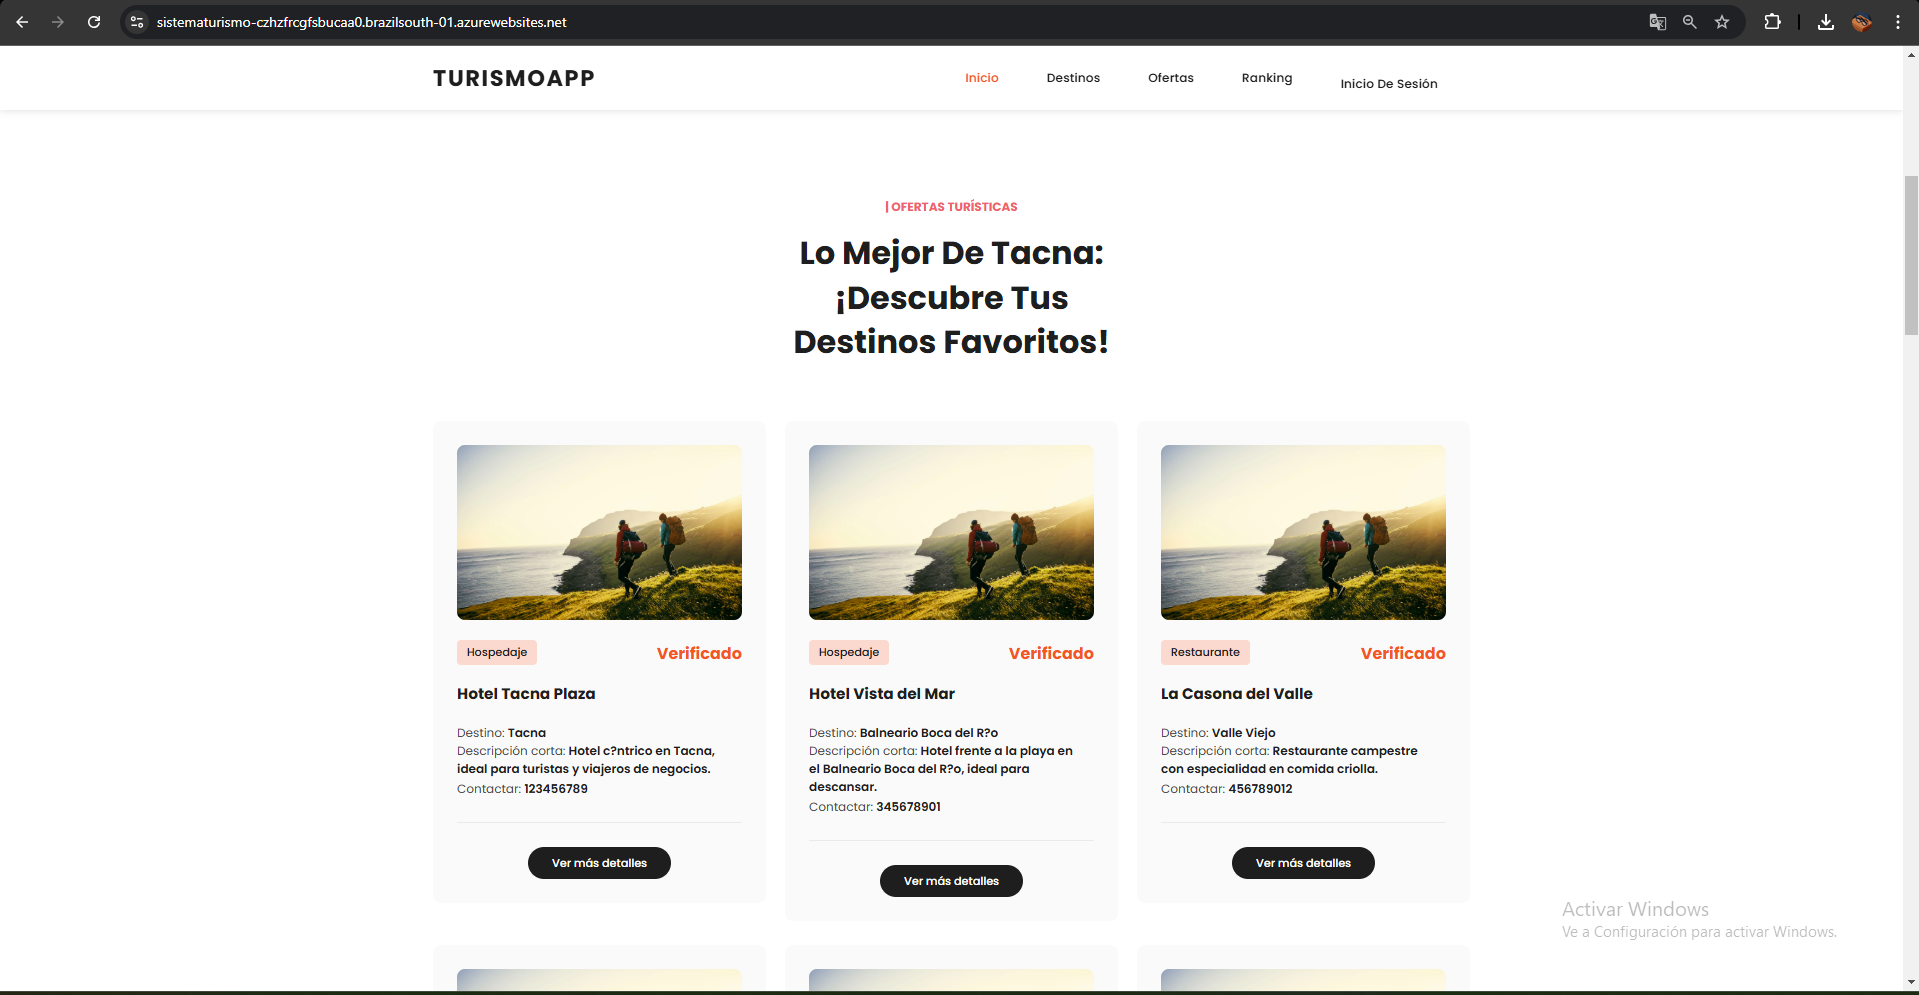 sistematurismo-czhzfrcgfsbucaa0.brazilsouth-01.azurewebsites.net
TURISMOAPP
Inicio
Destinos
Ofertas
Ranking
Inicio De Sesión
| OFERTAS TURÍSTICAS
Lo Mejor De Tacna:
¡Descubre Tus
Destinos Favoritos!
Hospedaje
Verificado
Hotel Tacna Plaza
Destino: Tacna
Descripción corta: Hotel c?ntrico en Tacna,
ideal para turistas y viajeros de negocios.
Contactar: 123456789
Ver más detalles
Hospedaje
Verificado
Hotel Vista del Mar
Destino: Balneario Boca del R?o
Descripción corta: Hotel frente a la playa en
el Balneario Boca del R?o, ideal para
descansar.
Contactar: 345678901
Ver más detalles
Restaurante
Verificado
La Casona del Valle
Destino: Valle Viejo
Descripción corta: Restaurante campestre
con especialidad en comida criolla.
Contactar: 456789012
Ver más detalles
Activar Windows
Ve a Configuración para activar Windows.